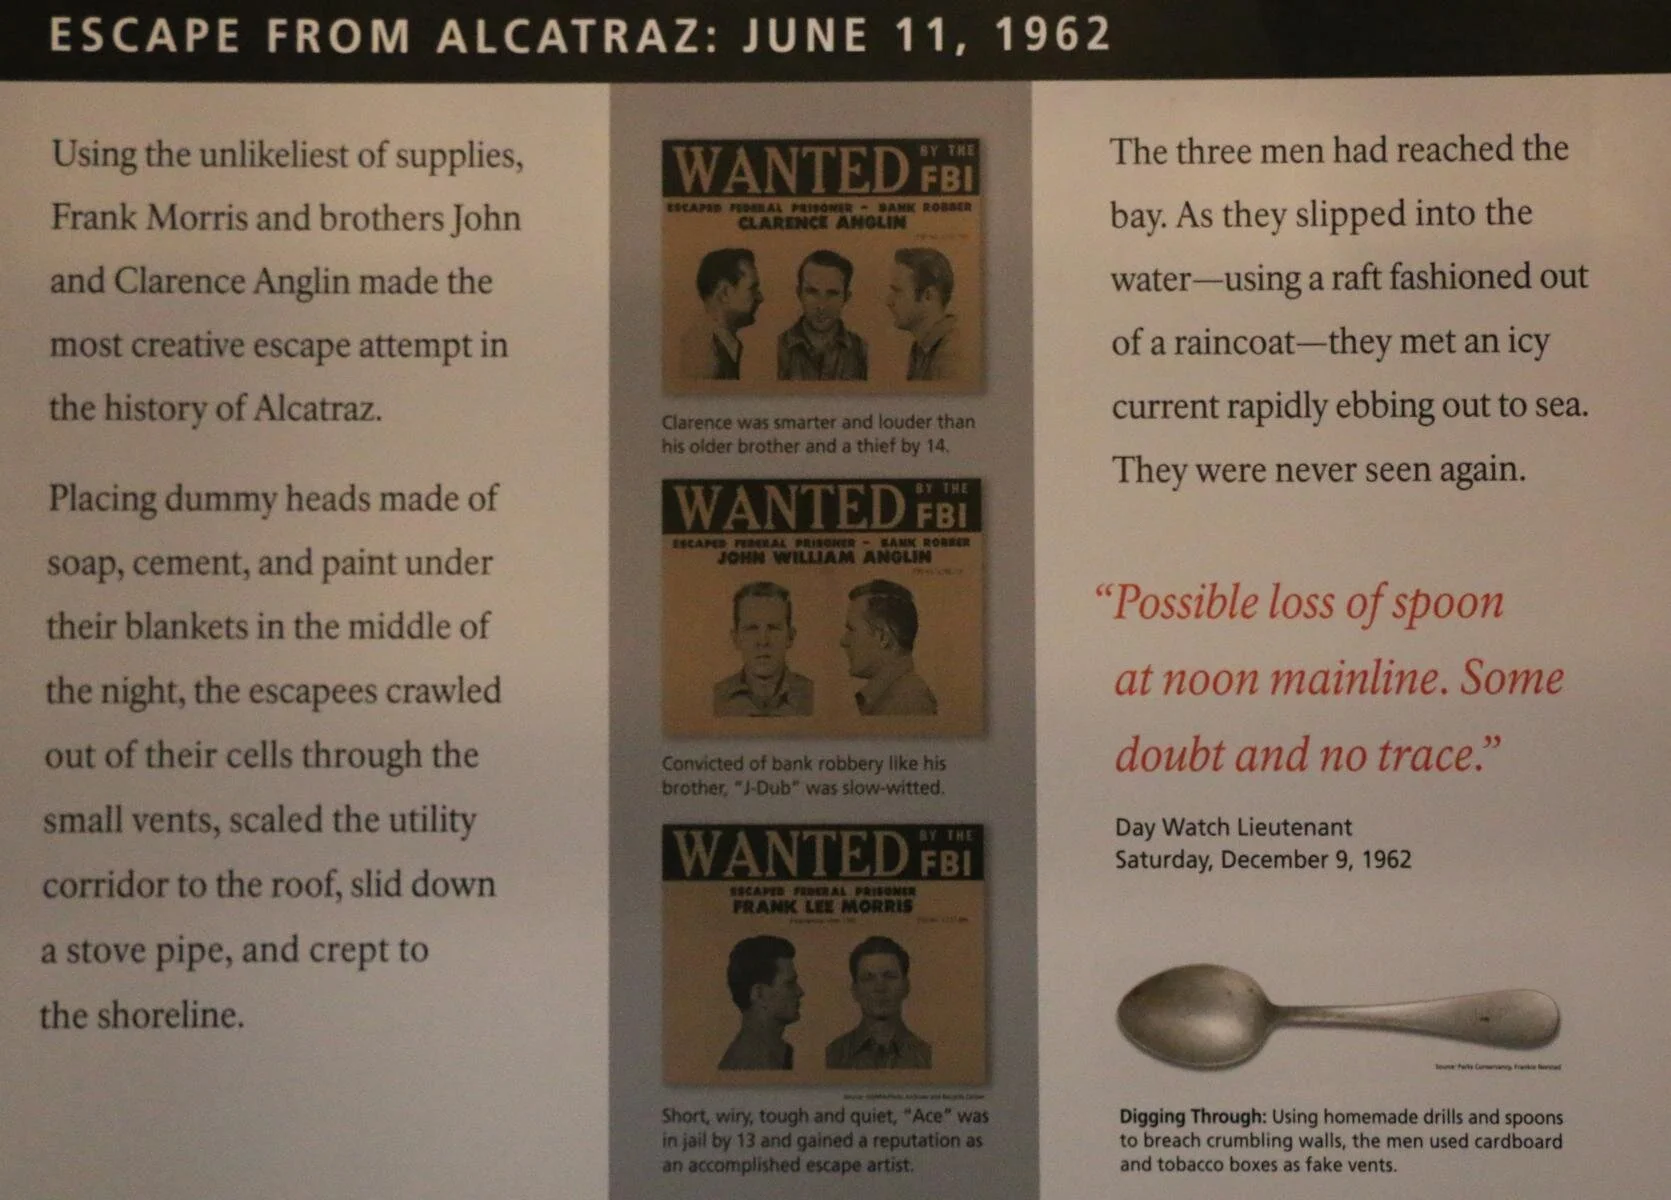 ESCAPE FROM ALCATRAZ: JUNE 11, 1962
Using the unlikeliest of supplies,
Frank Morris and brothers John
and Clarence Anglin made the
most creative escape attempt in
the history of Alcatraz.
Placing dummy heads made of
soap, cement, and paint under
their blankets in the middle of
the night, the escapees crawled
out of their cells through the
small vents, scaled the utility
corridor to the roof, slid down
a stove pipe, and crept to
the shoreline.
WANTED BY THE
FBI
ESCAPED FEDERAL PRISONER - BANK ROBBER
CLARENCE ANGLIN
Clarence was smarter and louder than
his older brother and a thief by 14.
WANTED BY THE
FBI
ESCAPED FEDERAL PRISONER - BANK ROBBER
JOHN WILLIAM ANGLIN
Convicted of bank robbery like his
brother, “J-Dub” was slow-witted.
WANTED BY THE
FBI
ESCAPED FEDERAL PRISONER
FRANK LEE MORRIS
Short, wiry, tough and quiet, “Ace” was
in jail by 13 and gained a reputation as
an accomplished escape artist.
The three men had reached the
bay. As they slipped into the
water—using a raft fashioned out
of a raincoat—they met an icy
current rapidly ebbing out to sea.
They were never seen again.
“Possible loss of spoon
at noon mainline. Some
doubt and no trace.”
Day Watch Lieutenant
Saturday, December 9, 1962
Source: Parks Conservancy, Frankie
Digging Through: Using homemade drills and spoons
to breach crumbling walls, the men used cardboard
and tobacco boxes as fake vents.